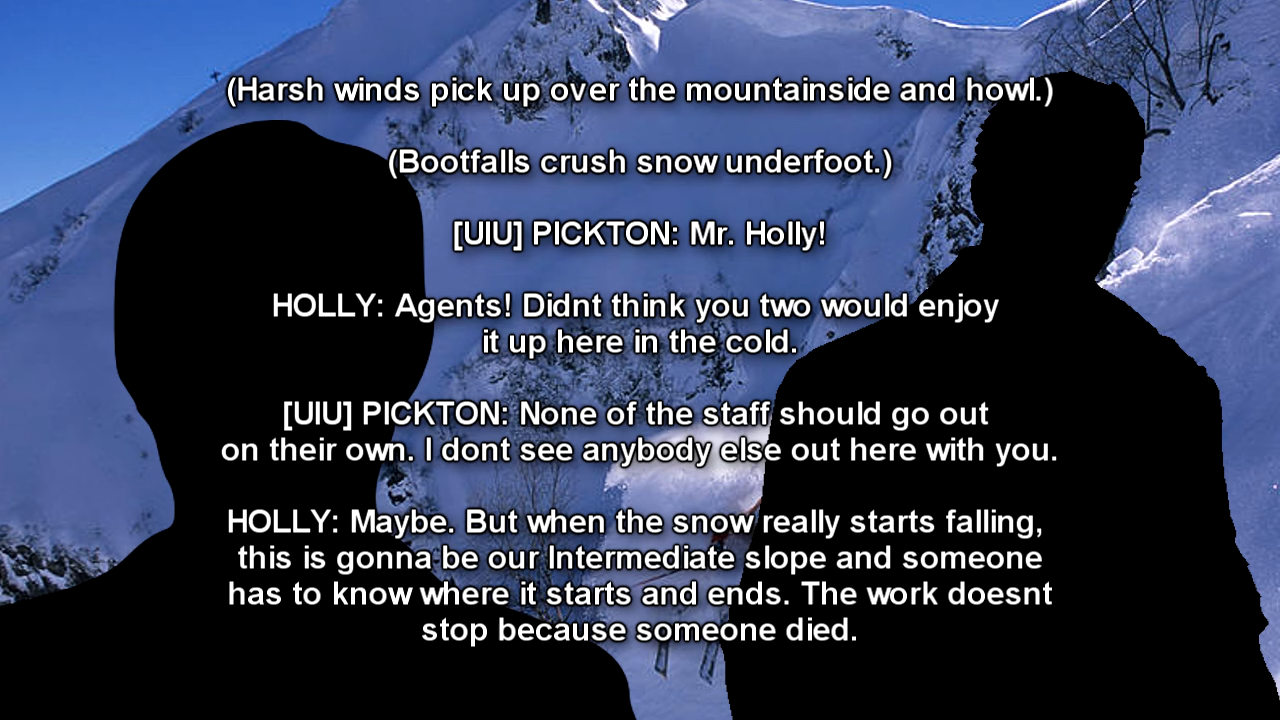 (Harsh winds pick up over the mountainside and howl.)
(Bootfalls crush snow underfoot.)
[UIU] PICKTON: Mr. Holly!
HOLLY: Agents! Didnt think you two would enjoy
it up here in the cold.
[UIU] PICKTON: None of the staff should go out
on their own. I dont see anybody else out here with you.
HOLLY: Maybe. But when the snow really starts falling,
this is gonna be our Intermediate slope and someone
has to know where it starts and ends. The work doesnt
stop because someone died.